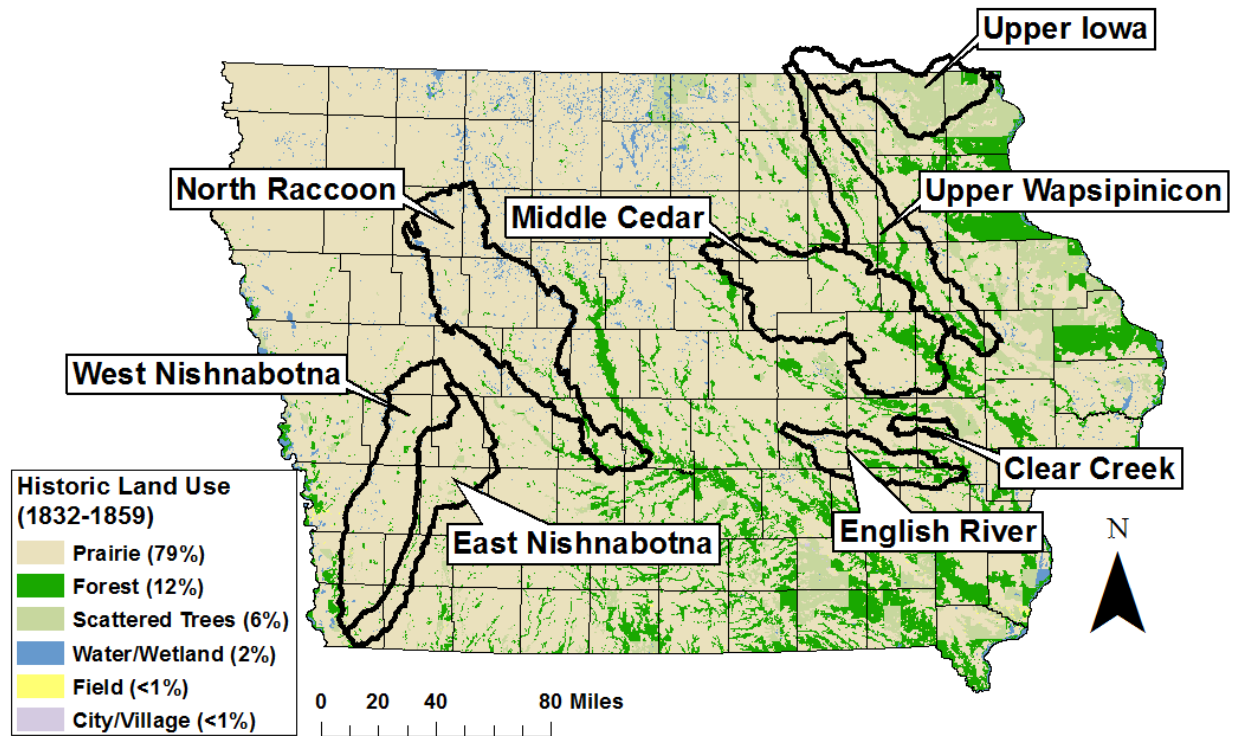 Upper Iowa
North Raccoon
Middle Cedar
Upper Wapsipinicon
West Nishnabotna
Clear Creek
East Nishnabotna
English River
Historic Land Use
(1832-1859)
Prairie (79%)
Forest (12%)
Scattered Trees (6%)
Water/Wetland (2%)
Field (<1%)
City/Village (<1%)
N
0 20 40 80 Miles